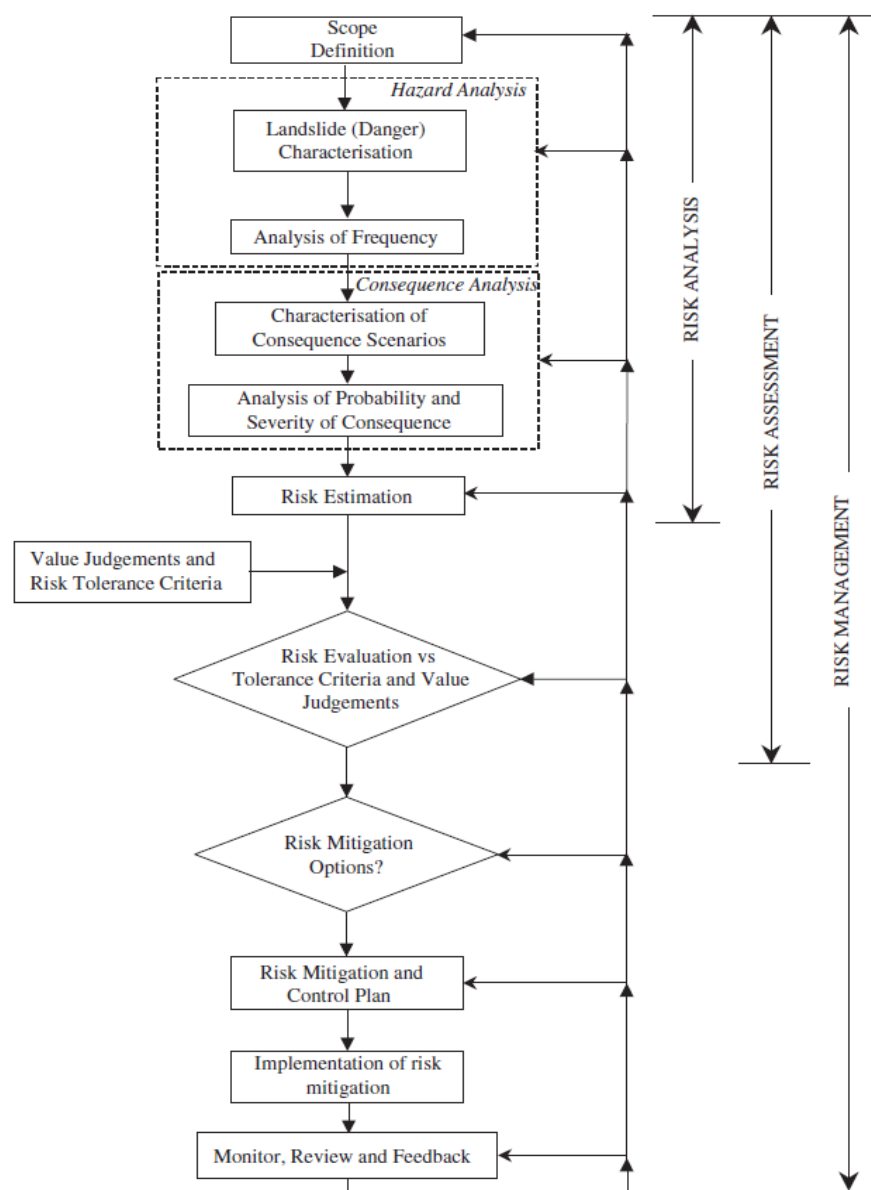 Scope
Definition
Hazard Analysis
Landslide (Danger)
Characterisation
Analysis of Frequency
Consequence Analysis
Characterisation of
Consequence Scenarios
Analysis of Probability and
Severity of Consequence
Risk Estimation
Value Judgements and
Risk Tolerance Criteria
Risk Evaluation vs
Tolerance Criteria and Value
Judgements
Risk Mitigation
Options?
Risk Mitigation and
Control Plan
Implementation of risk
mitigation
Monitor, Review and Feedback
RISK ANALYSIS
RISK ASSESSMENT
RISK MANAGEMENT